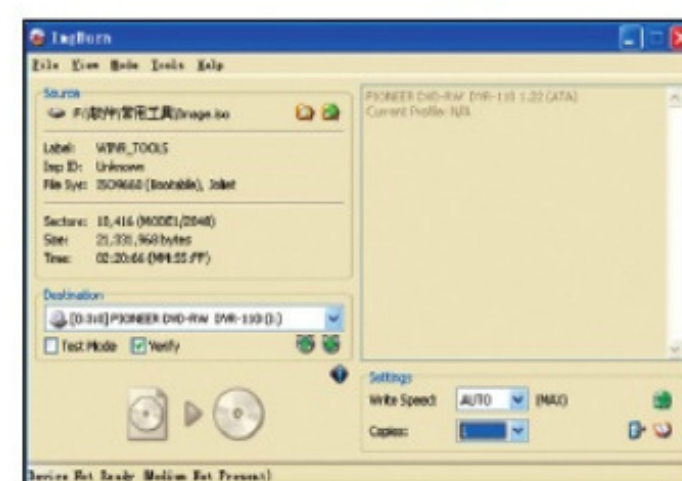 ImgBurn
File View Mode Tools Help
Source
F:\软件\常用工具\Image.iso
Label: WINR_TOOLS
Imp ID: Unknown
File Sys: ISO9660 (Bootable), Joliet
Sectors: 10,416 (MODE1/2048)
Size: 21,331,968 bytes
Time: 02:20:66 (MM:SS:FF)
Destination
[0:3:0] PIONEER DVD-RW DVR-110 (I:)
Test Mode
Verify
PIONEER DVD-RW DVR-110 1.22 (ATA)
Current Profile: N/A
Settings
Write Speed: AUTO (MAX)
Copies: 1
Device Not Ready (Medium Not Present)